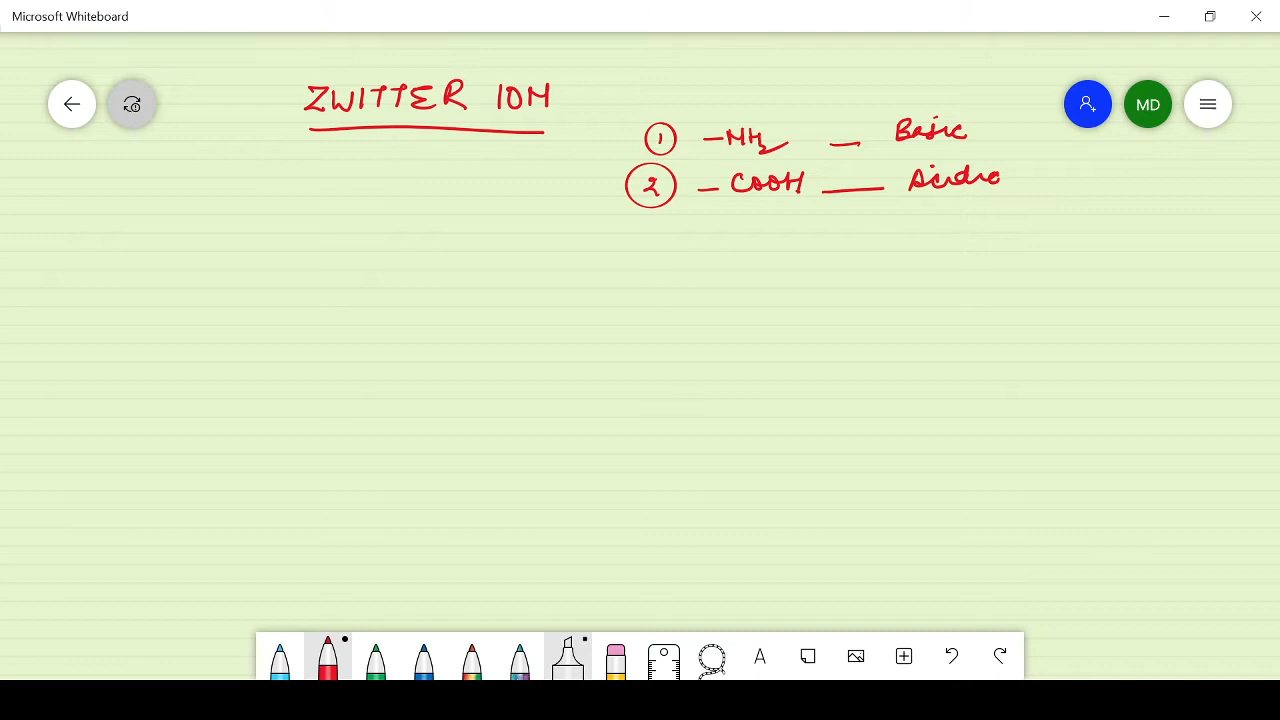 Microsoft Whiteboard
MD
ZWITTER ION
1 -NH2 — Basic
2 - COOH — Acidic
A